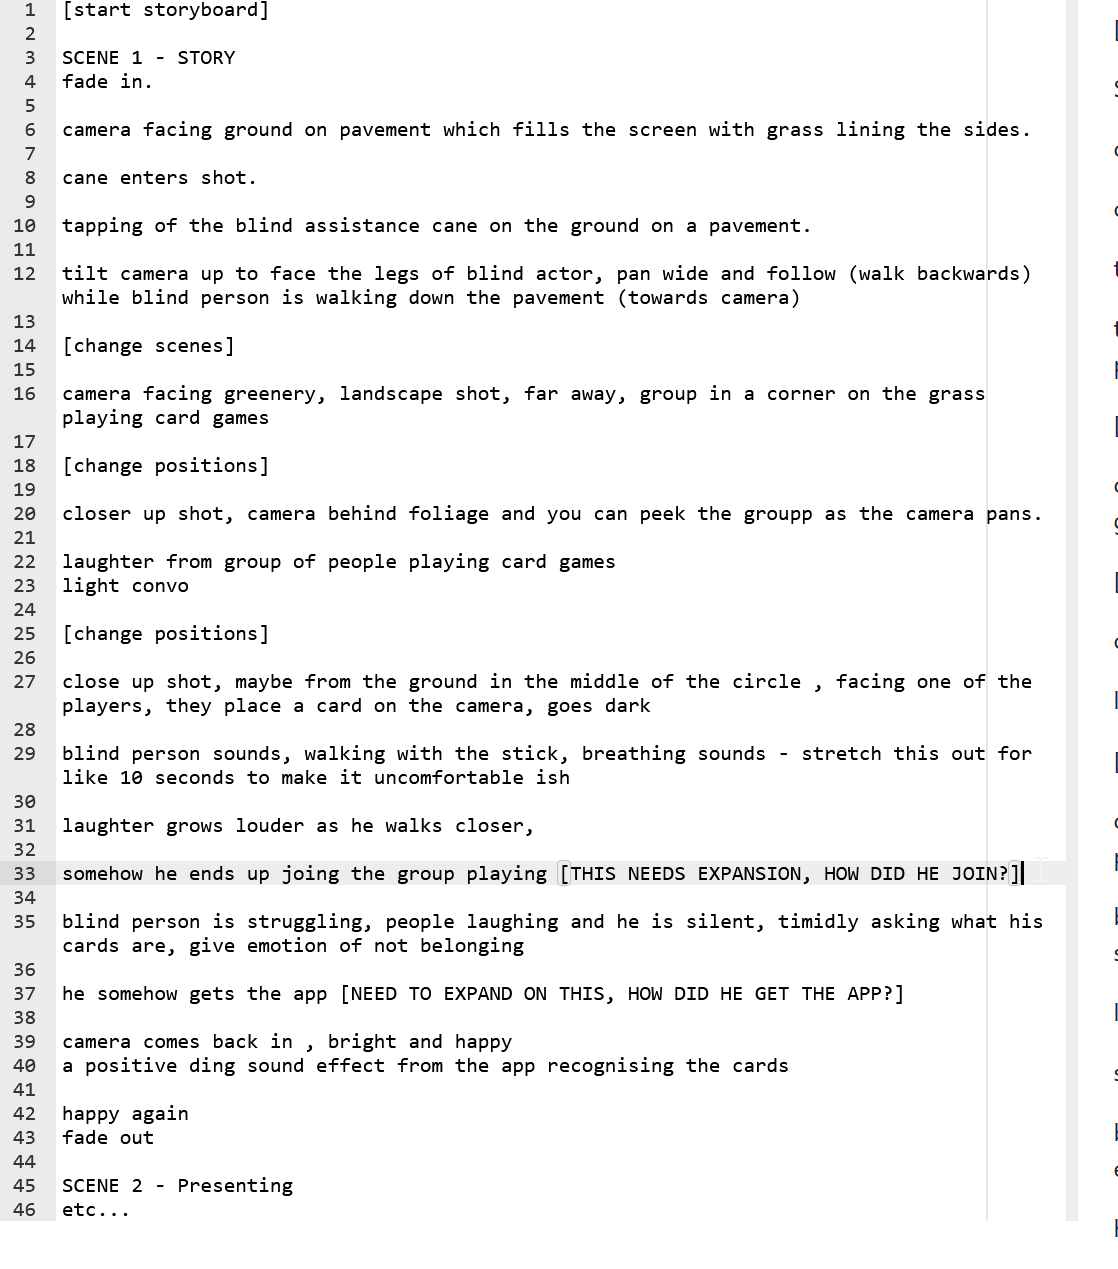 1 [start storyboard]
2
3 SCENE 1 - STORY
4 fade in.
5
6 camera facing ground on pavement which fills the screen with grass lining the sides.
7
8 cane enters shot.
9
10 tapping of the blind assistance cane on the ground on a pavement.
11
12 tilt camera up to face the legs of blind actor, pan wide and follow (walk backwards)
while blind person is walking down the pavement (towards camera)
13
14 [change scenes]
15
16 camera facing greenery, landscape shot, far away, group in a corner on the grass
playing card games
17
18 [change positions]
19
20 closer up shot, camera behind foliage and you can peek the groupp as the camera pans.
21
22 laughter from group of people playing card games
23 light convo
24
25 [change positions]
26
27 close up shot, maybe from the ground in the middle of the circle , facing one of the
players, they place a card on the camera, goes dark
28
29 blind person sounds, walking with the stick, breathing sounds - stretch this out for
like 10 seconds to make it uncomfortable ish
30
31 laughter grows louder as he walks closer,
32
33 somehow he ends up joing the group playing [THIS NEEDS EXPANSION, HOW DID HE JOIN?]
34
35 blind person is struggling, people laughing and he is silent, timidly asking what his
cards are, give emotion of not belonging
36
37 he somehow gets the app [NEED TO EXPAND ON THIS, HOW DID HE GET THE APP?]
38
39 camera comes back in , bright and happy
40 a positive ding sound effect from the app recognising the cards
41
42 happy again
43 fade out
44
45 SCENE 2 - Presenting
46 etc...